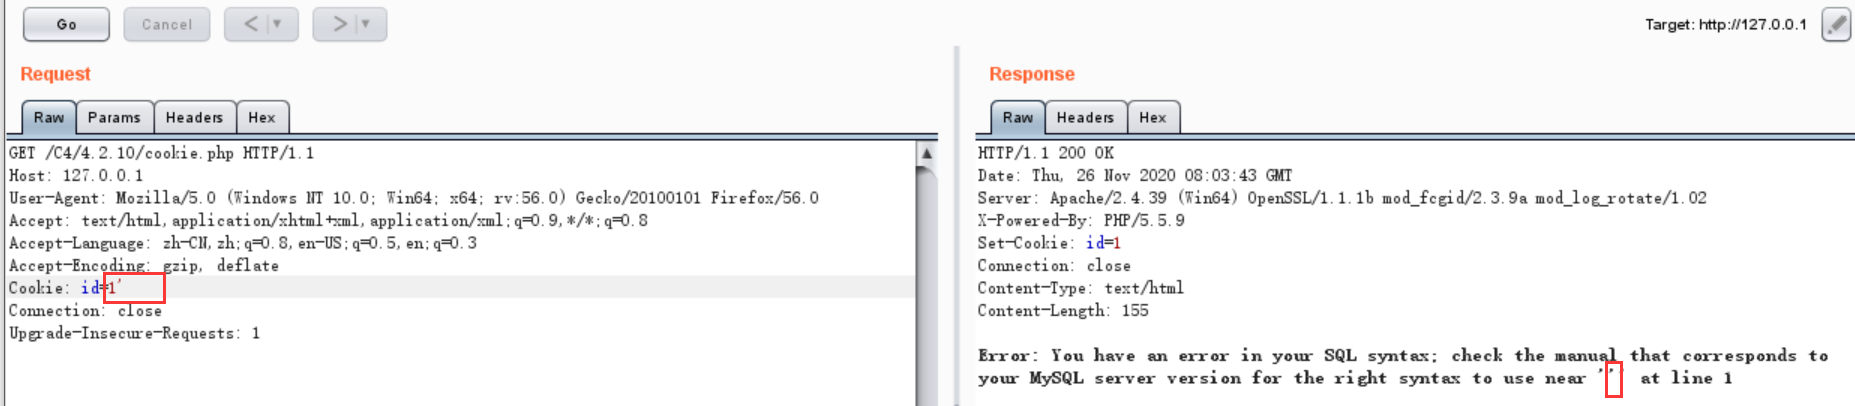 Go
Cancel
< | ▼
> | ▼
Target: http://127.0.0.1
Request
Raw Params Headers Hex
GET /C4/4.2.10/cookie.php HTTP/1.1
Host: 127.0.0.1
User-Agent: Mozilla/5.0 (Windows NT 10.0; Win64; x64; rv:56.0) Gecko/20100101 Firefox/56.0
Accept: text/html,application/xhtml+xml,application/xml;q=0.9,*/*;q=0.8
Accept-Language: zh-CN,zh;q=0.8,en-US;q=0.5,en;q=0.3
Accept-Encoding: gzip, deflate
Cookie: id=1'
Connection: close
Upgrade-Insecure-Requests: 1
Response
Raw Headers Hex
HTTP/1.1 200 OK
Date: Thu, 26 Nov 2020 08:03:43 GMT
Server: Apache/2.4.39 (Win64) OpenSSL/1.1.1b mod_fcgid/2.3.9a mod_log_rotate/1.02
X-Powered-By: PHP/5.5.9
Set-Cookie: id=1
Connection: close
Content-Type: text/html
Content-Length: 155
Error: You have an error in your SQL syntax; check the manual that corresponds to
your MySQL server version for the right syntax to use near ''' at line 1